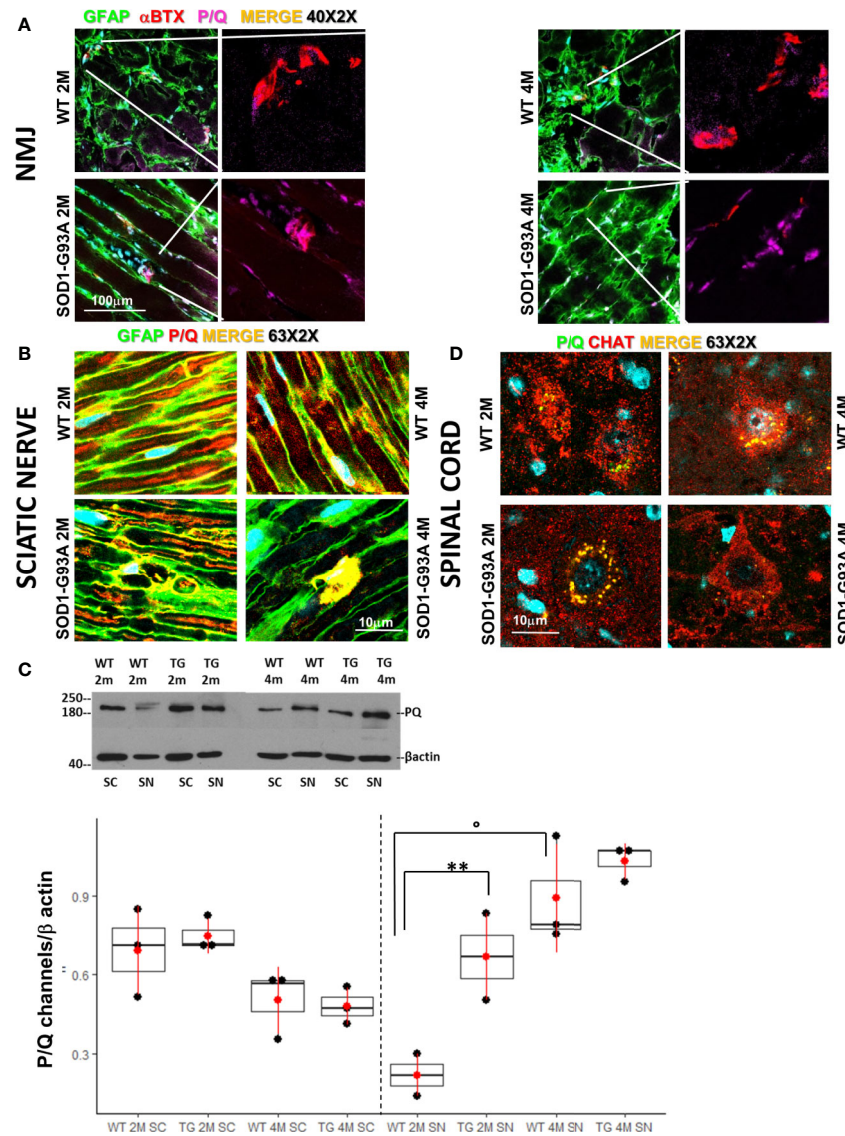 A
GFAP αBTX P/Q MERGE 40X2X
NMJ
WT 2M
WT 4M
SOD1-G93A 2M
100µm
SOD1-G93A 4M
B
GFAP P/Q MERGE 63X2X
SCIATIC NERVE
WT 2M
WT 4M
SOD1-G93A 2M
SOD1-G93A 4M
10µm
D
P/Q CHAT MERGE 63X2X
SPINAL CORD
WT 2M
WT 4M
SOD1-G93A 2M
SOD1-G93A 4M
10µm
C
WT WT TG TG WT WT TG TG
2m 2m 2m 2m 4m 4m 4m 4m
250--
180--
--PQ
40--
--βactin
SC SN SC SN SC SN SC SN
P/Q channels/β actin
0.9
0.6
0.3
°
**
WT 2M SC TG 2M SC WT 4M SC TG 4M SC WT 2M SN TG 2M SN WT 4M SN TG 4M SN